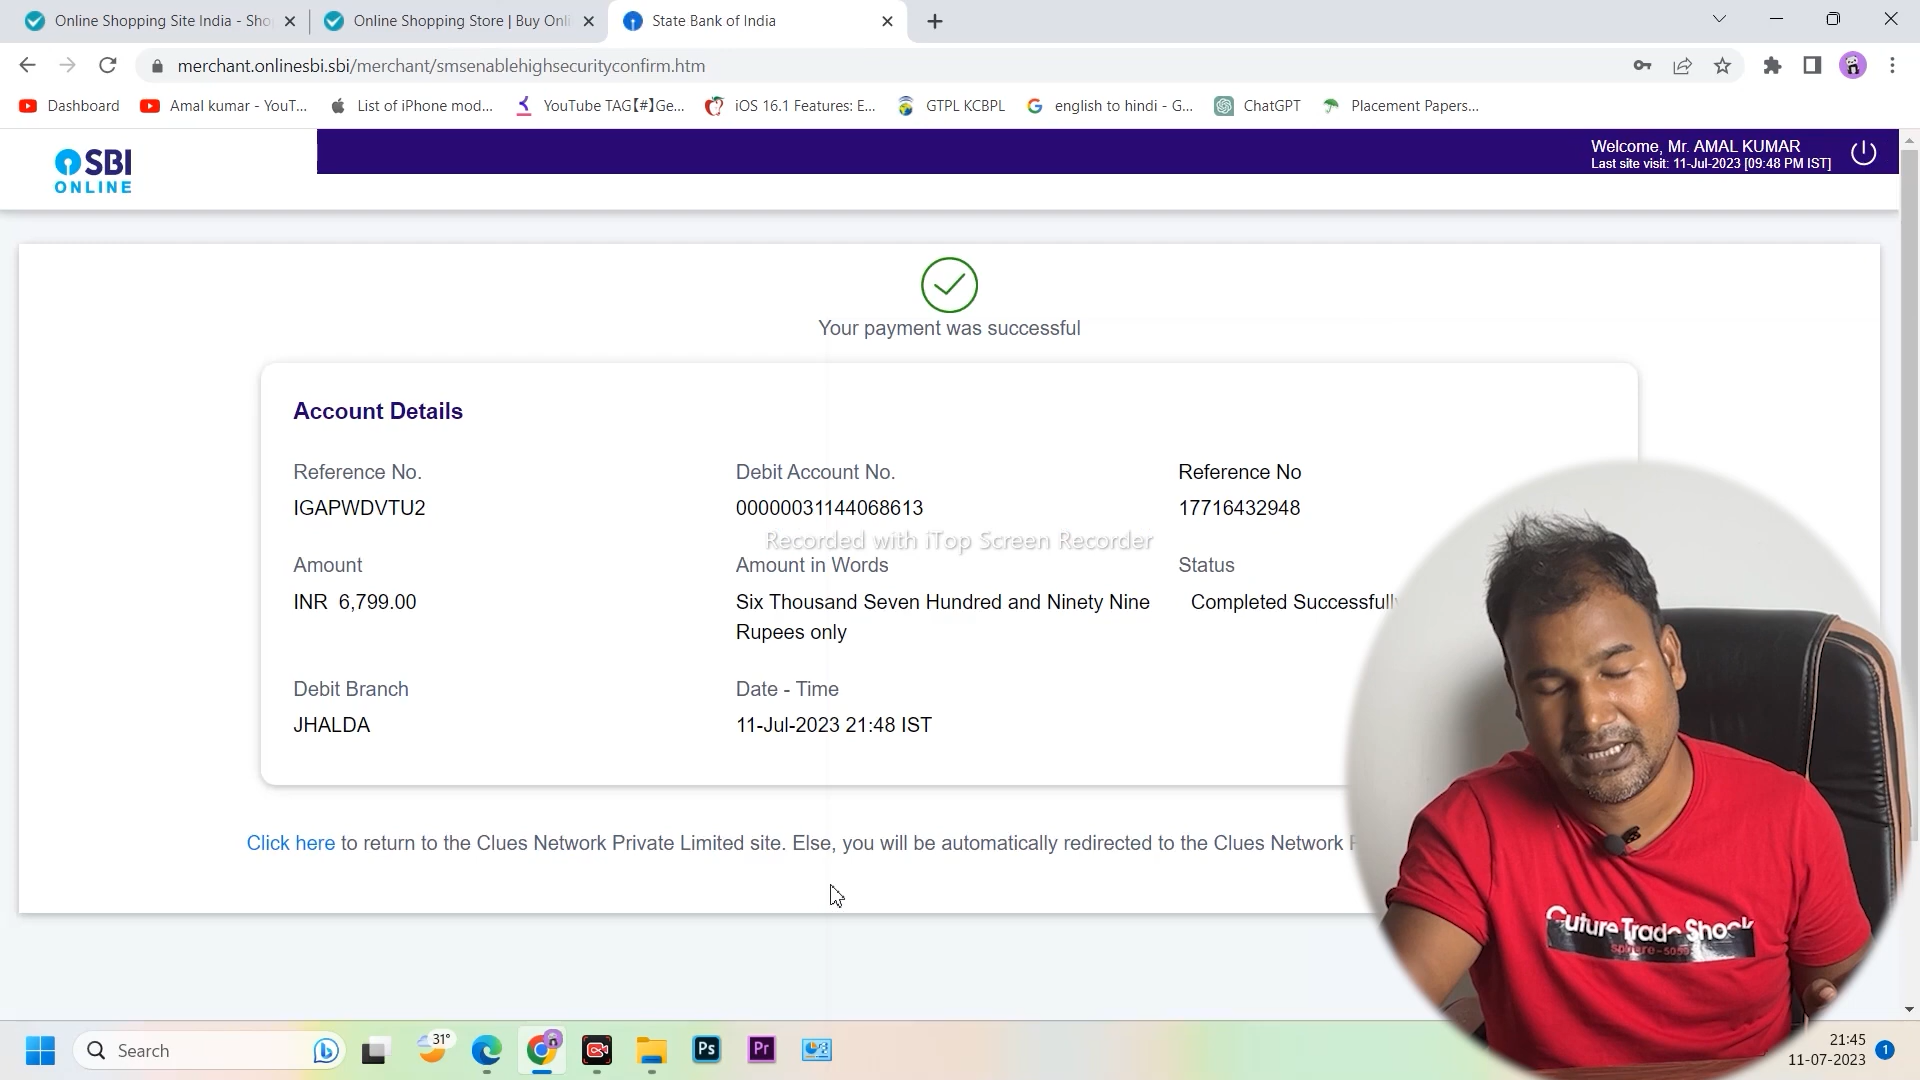 Online Shopping Site India - Sho
Online Shopping Store | Buy Onli
State Bank of India
merchant.onlinesbi.sbi/merchant/smsenablehighsecurityconfirm.htm
Dashboard
Amal kumar - YouT...
List of iPhone mod...
YouTube TAG【#】Ge...
iOS 16.1 Features: E...
GTPL KCBPL
english to hindi - G...
ChatGPT
Placement Papers...
SBI
ONLINE
Welcome, Mr. AMAL KUMAR
Last site visit: 11-Jul-2023 [09:48 PM IST]
Your payment was successful
Account Details
Reference No.
IGAPWDVTU2
Debit Account No.
00000031144068613
Reference No
17716432948
Recorded with iTop Screen Recorder
Amount
INR 6,799.00
Amount in Words
Six Thousand Seven Hundred and Ninety Nine
Rupees only
Status
Completed Successfully
Debit Branch
JHALDA
Date - Time
11-Jul-2023 21:48 IST
Click here to return to the Clues Network Private Limited site. Else, you will be automatically redirected to the Clues Network P
Future Trade Shock
31°
Search
Ps
Pr
21:45
11-07-2023
1